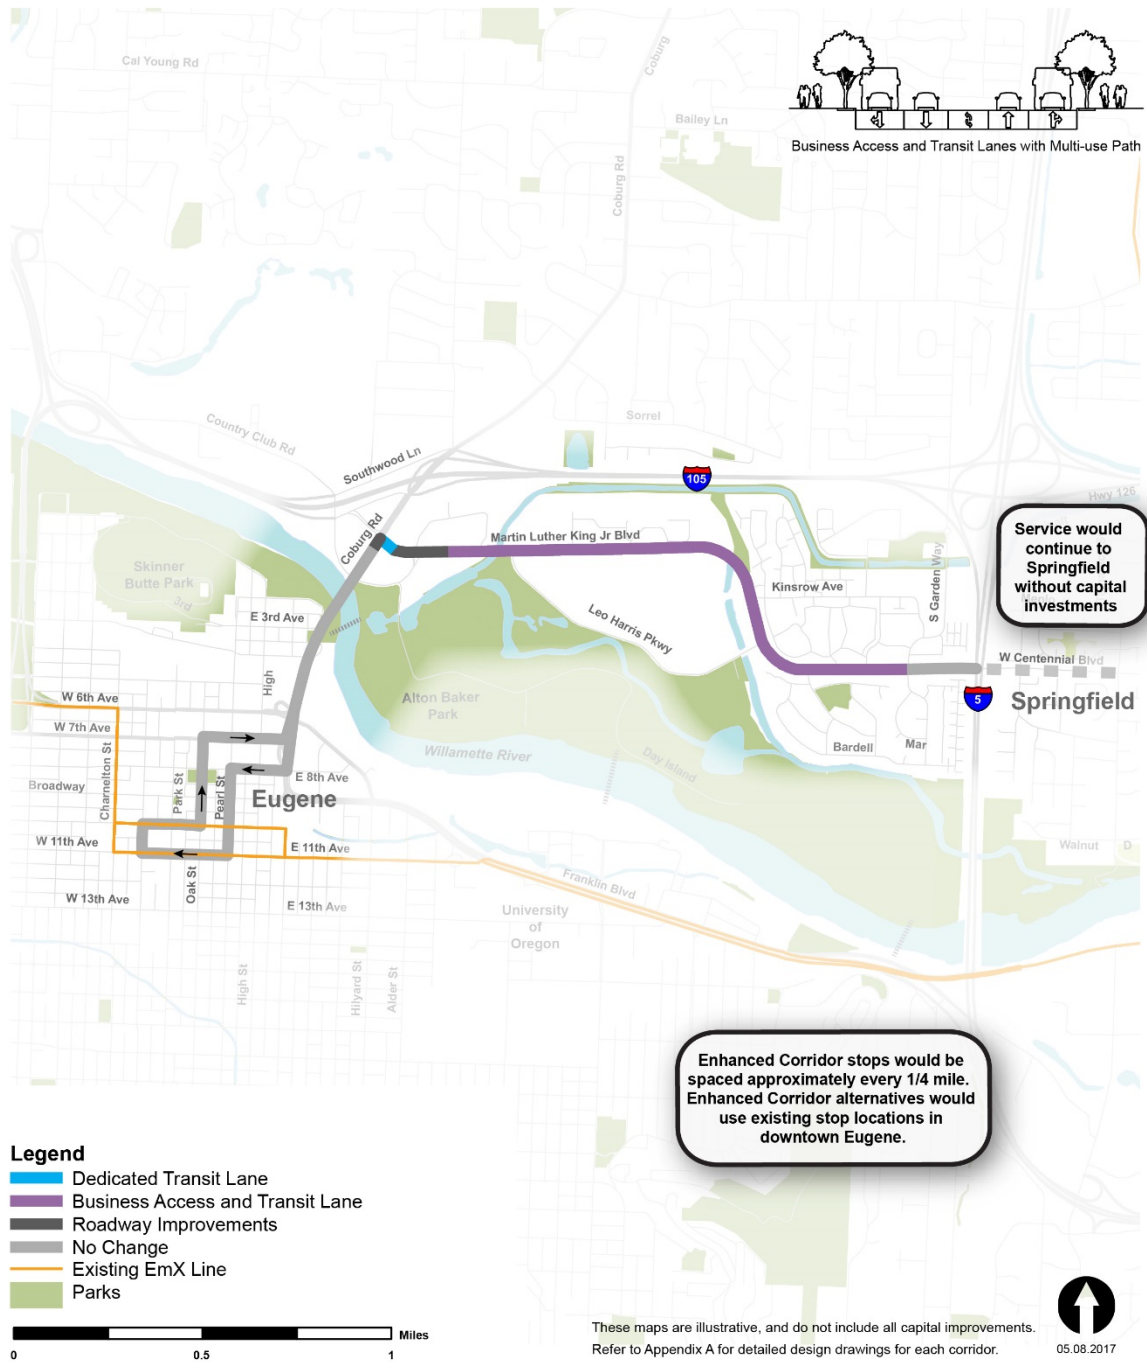 Cal Young Rd
Coburg
Bailey Ln
Coburg Rd
Business Access and Transit Lanes with Multi-use Path
Country Club Rd
Southwood Ln
Sorrel
105
Hwy 126
Coburg Rd
Martin Luther King Jr Blvd
Service would
continue to
Springfield
without capital
investments
Skinner
Butte Park
3rd
E 3rd Ave
Kinsrow Ave
S Garden Way
Leo Harris Pkwy
W Centennial Blvd
High
W 6th Ave
Alton Baker
Park
5
Springfield
W 7th Ave
Charnelton St
Willamette River
Day Island
Bardell
Mar
Broadway
Park St
Pearl St
E 8th Ave
Eugene
W 11th Ave
E 11th Ave
Walnut
D
Oak St
Franklin Blvd
W 13th Ave
E 13th Ave
University
of
Oregon
High St
Hilyard St
Alder St
Enhanced Corridor stops would be
spaced approximately every 1/4 mile.
Enhanced Corridor alternatives would
use existing stop locations in
downtown Eugene.
Legend
Dedicated Transit Lane
Business Access and Transit Lane
Roadway Improvements
No Change
Existing EmX Line
Parks
Miles
0 0.5 1
These maps are illustrative, and do not include all capital improvements.
Refer to Appendix A for detailed design drawings for each corridor.
05.08.2017